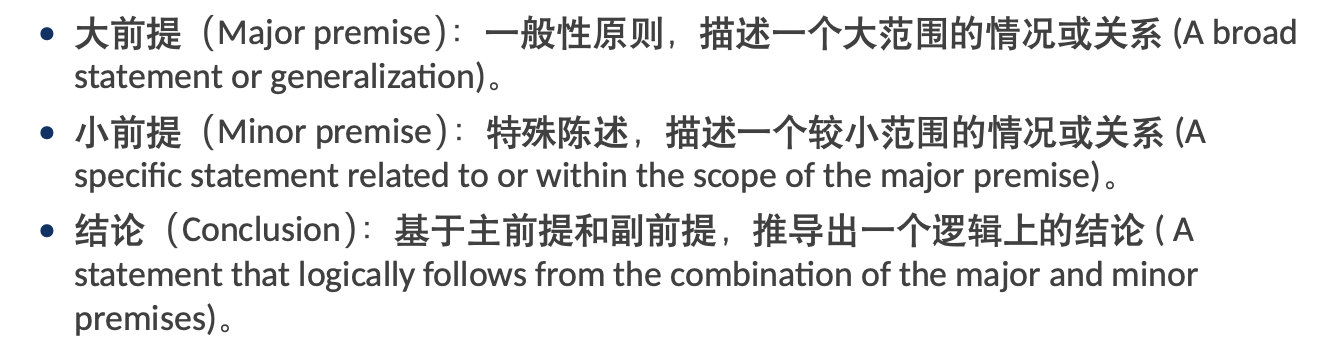 • 大前提（Major premise）：一般性原则，描述一个大范围的情况或关系 (A broad
statement or generalization)。
• 小前提（Minor premise）：特殊陈述，描述一个较小范围的情况或关系 (A
specific statement related to or within the scope of the major premise)。
• 结论（Conclusion）：基于主前提和副前提，推导出一个逻辑上的结论 ( A
statement that logically follows from the combination of the major and minor
premises)。